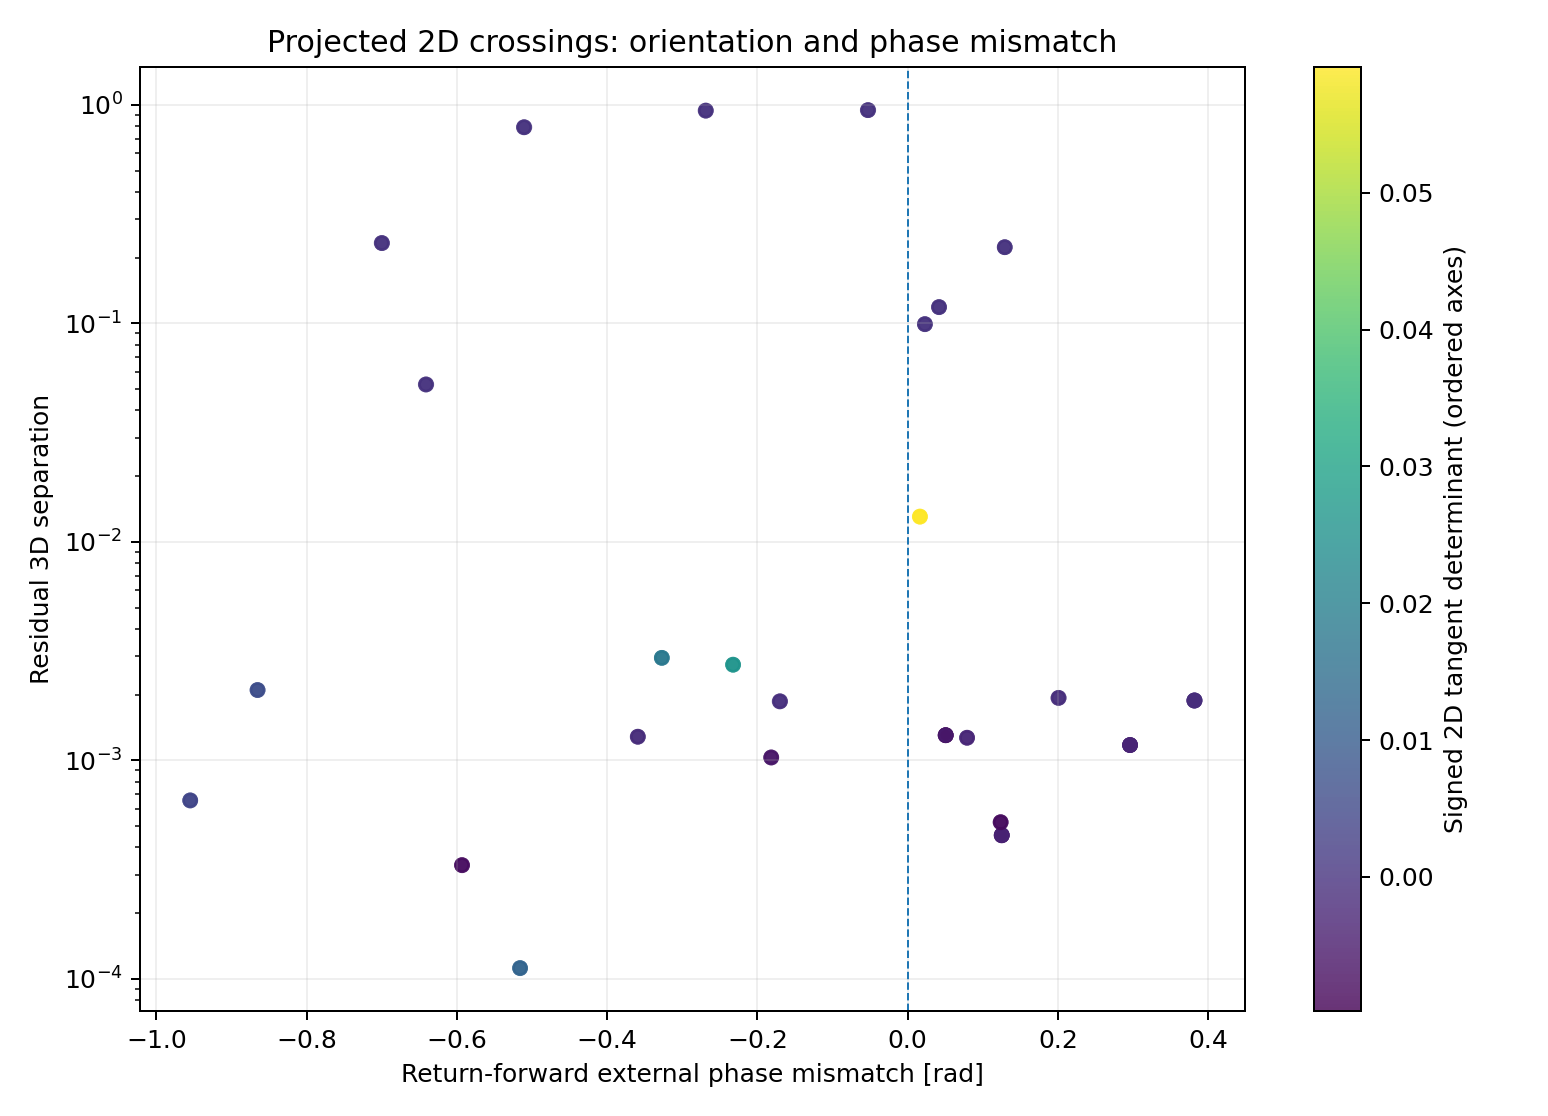 Projected 2D crossings: orientation and phase mismatch
10⁰
10⁻¹
10⁻²
10⁻³
10⁻⁴
Residual 3D separation
−1.0 −0.8 −0.6 −0.4 −0.2 0.0 0.2 0.4
Return-forward external phase mismatch [rad]
0.05
0.04
0.03
0.02
0.01
0.00
Signed 2D tangent determinant (ordered axes)